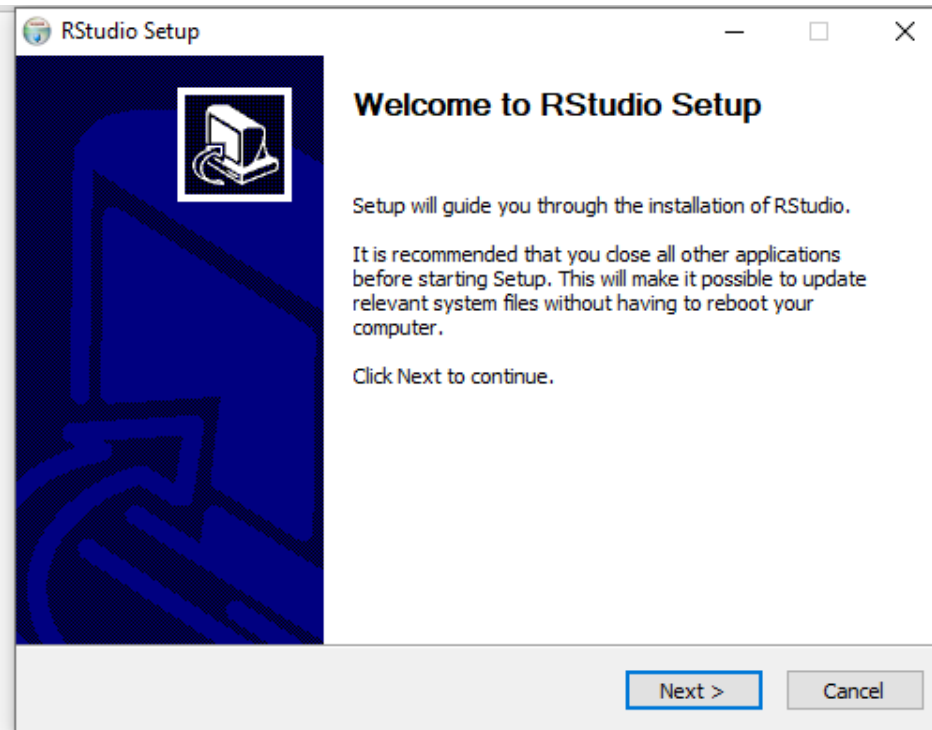 RStudio Setup
Welcome to RStudio Setup
Setup will guide you through the installation of RStudio.
It is recommended that you close all other applications
before starting Setup. This will make it possible to update
relevant system files without having to reboot your
computer.
Click Next to continue.
Next >
Cancel